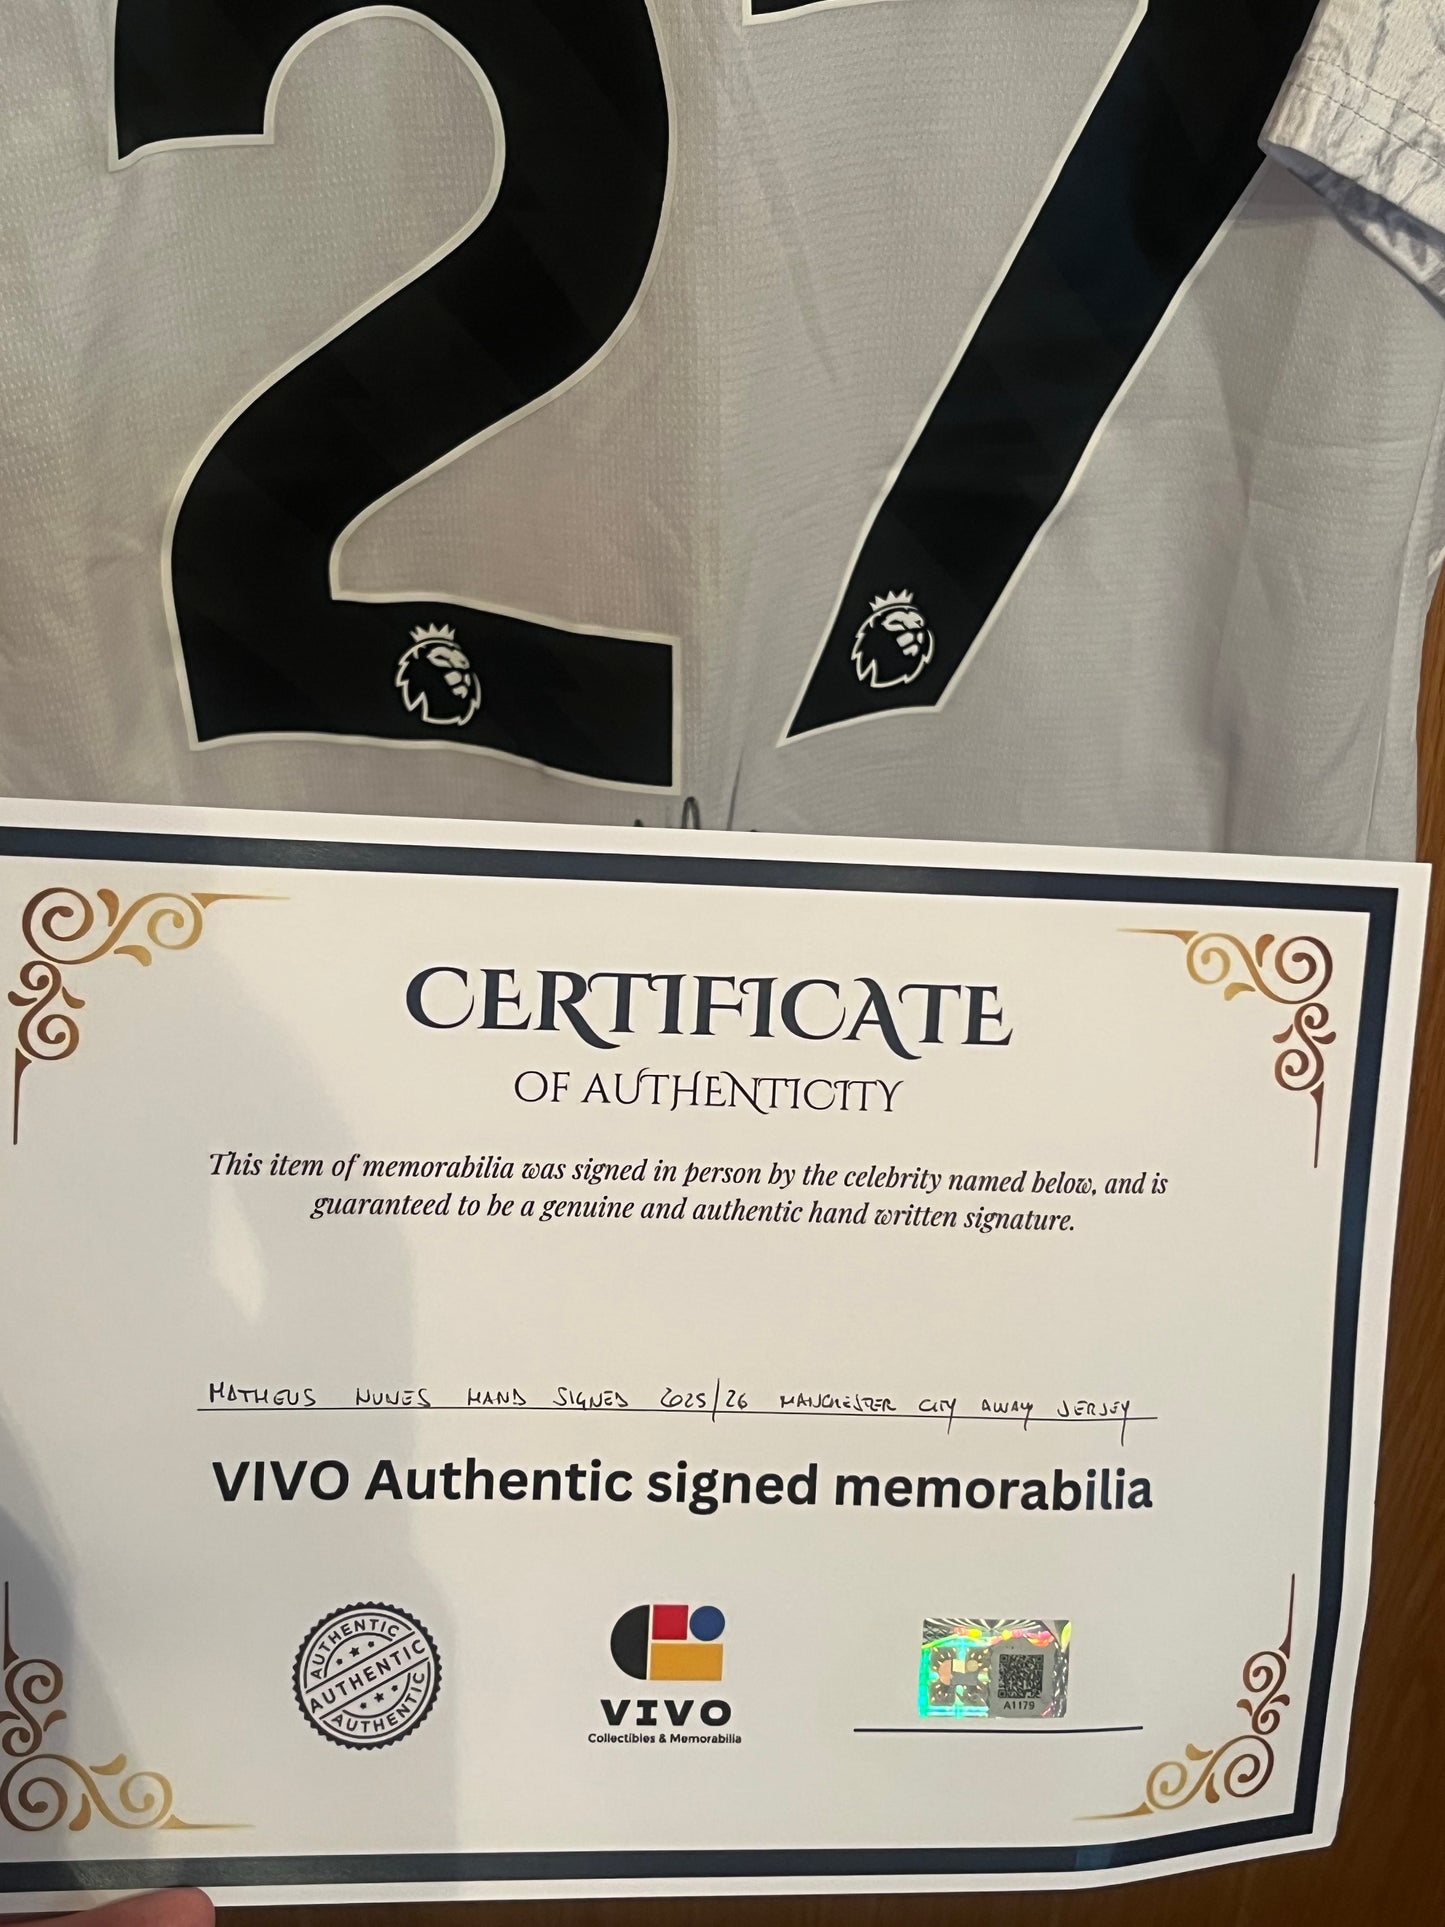 27
CERTIFICATE
OF AUTHENTICITY
This item of memorabilia was signed in person by the celebrity named below, and is
guaranteed to be a genuine and authentic hand written signature.
MATHEUS NUNES HAND SIGNED 2025/26 MANCHESTER CITY AWAY JERSEY
VIVO Authentic signed memorabilia
AUTHENTIC
AUTHENTIC
AUTHENTIC
VIVO
Collectibles & Memorabilia
A1179